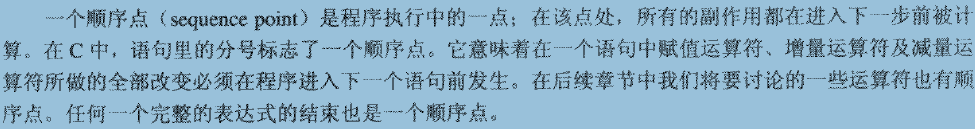 一个顺序点（sequence point）是程序执行中的一点；在该点处，所有的副作用都在进入下一步前被计
算。在 C 中，语句里的分号标志了一个顺序点。它意味着在一个语句中赋值运算符、增量运算符及减量运
算符所做的全部改变必须在程序进入下一个语句前发生。在后续章节中我们将要讨论的一些运算符也有顺
序点。任何一个完整的表达式的结束也是一个顺序点。